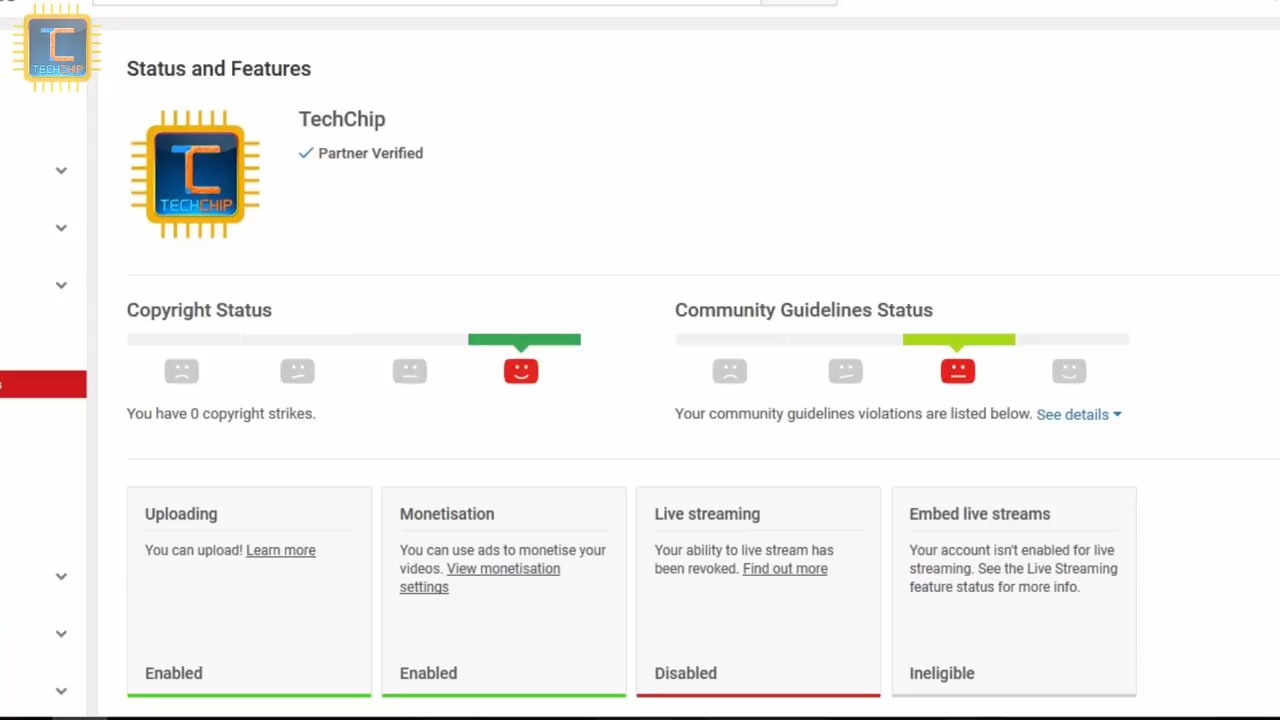 TECHCHIP
Status and Features
TECHCHIP
TechChip
Partner Verified
Copyright Status
You have 0 copyright strikes.
Community Guidelines Status
Your community guidelines violations are listed below. See details
Uploading
You can upload! Learn more
Enabled
Monetisation
You can use ads to monetise your
videos. View monetisation
settings
Enabled
Live streaming
Your ability to live stream has
been revoked. Find out more
Disabled
Embed live streams
Your account isn't enabled for live
streaming. See the Live Streaming
feature status for more info.
Ineligible